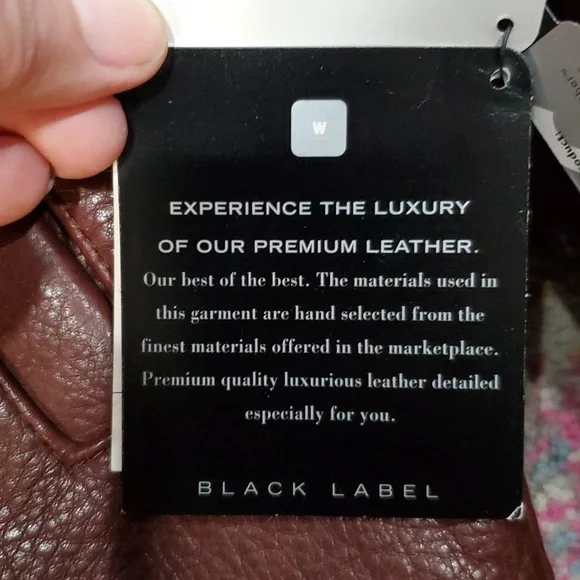 W
EXPERIENCE THE LUXURY
OF OUR PREMIUM LEATHER.
Our best of the best. The materials used in
this garment are hand selected from the
finest materials offered in the marketplace.
Premium quality luxurious leather detailed
especially for you.
BLACK LABEL